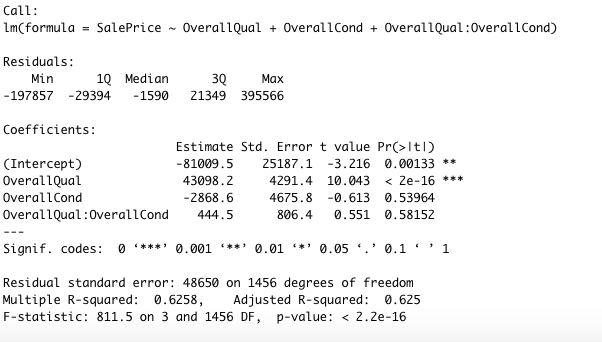 Call:
lm(formula = SalePrice ~ OverallQual + OverallCond + OverallQual:OverallCond)
Residuals:
Min 1Q Median 3Q Max
-197857 -29394 -1590 21349 395566
Coefficients:
Estimate Std. Error t value Pr(>|t|)
(Intercept) -81009.5 25187.1 -3.216 0.00133 **
OverallQual 43098.2 4291.4 10.043 < 2e-16 ***
OverallCond -2868.6 4675.8 -0.613 0.53964
OverallQual:OverallCond 444.5 806.4 0.551 0.58152
---
Signif. codes: 0 ‘***’ 0.001 ‘**’ 0.01 ‘*’ 0.05 ‘.’ 0.1 ‘ ’ 1
Residual standard error: 48650 on 1456 degrees of freedom
Multiple R-squared: 0.6258, Adjusted R-squared: 0.625
F-statistic: 811.5 on 3 and 1456 DF, p-value: < 2.2e-16